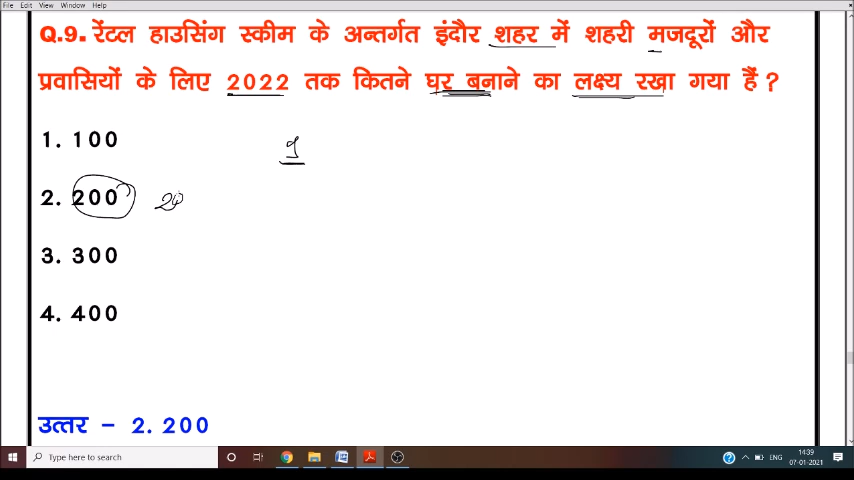 File Edit View Window Help
Q.9. रेंटल हाउसिंग स्कीम के अन्तर्गत इंदौर शहर में शहरी मजदूरों और
प्रवासियों के लिए 2022 तक कितने घर बनाने का लक्ष्य रखा गया हैं ?
1. 100
2. 200
3. 300
4. 400
उत्तर - 2. 200
Type here to search
ENG
14:39
07-01-2021